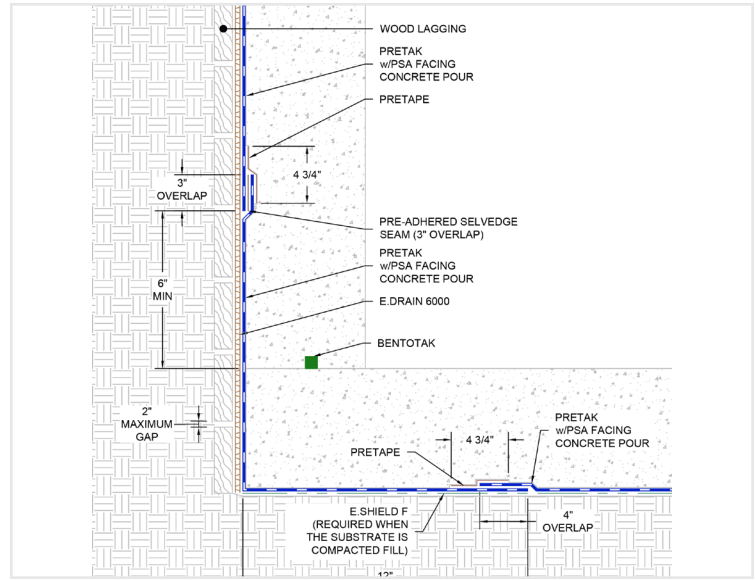 WOOD LAGGING
PRETAK
w/PSA FACING
CONCRETE POUR
PRETAPE
4 3/4"
3"
OVERLAP
PRE-ADHERED SELVEDGE
SEAM (3" OVERLAP)
PRETAK
w/PSA FACING
CONCRETE POUR
6"
MIN
E.DRAIN 6000
BENTOTAK
2"
MAXIMUM
GAP
PRETAK
w/PSA FACING
CONCRETE POUR
4 3/4"
PRETAPE
E.SHIELD F
(REQUIRED WHEN
THE SUBSTRATE IS
COMPACTED FILL)
4"
OVERLAP
12"